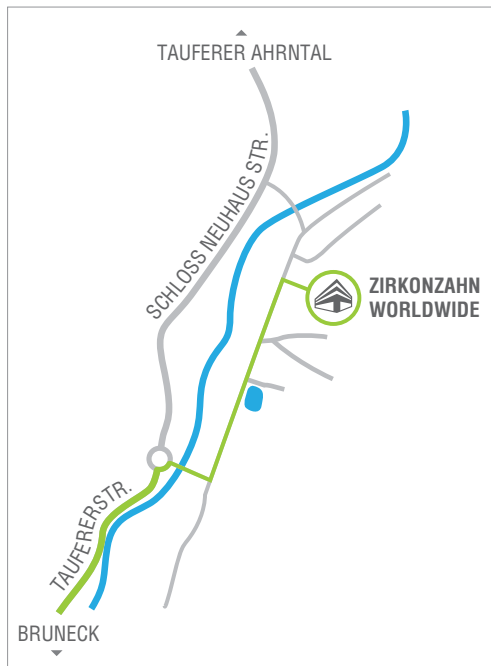 TAUFERER AHRNTAL
SCHLOSS NEUHAUS STR.
ZIRKONZAHN
WORLDWIDE
TAUFERERSTR.
BRUNECK